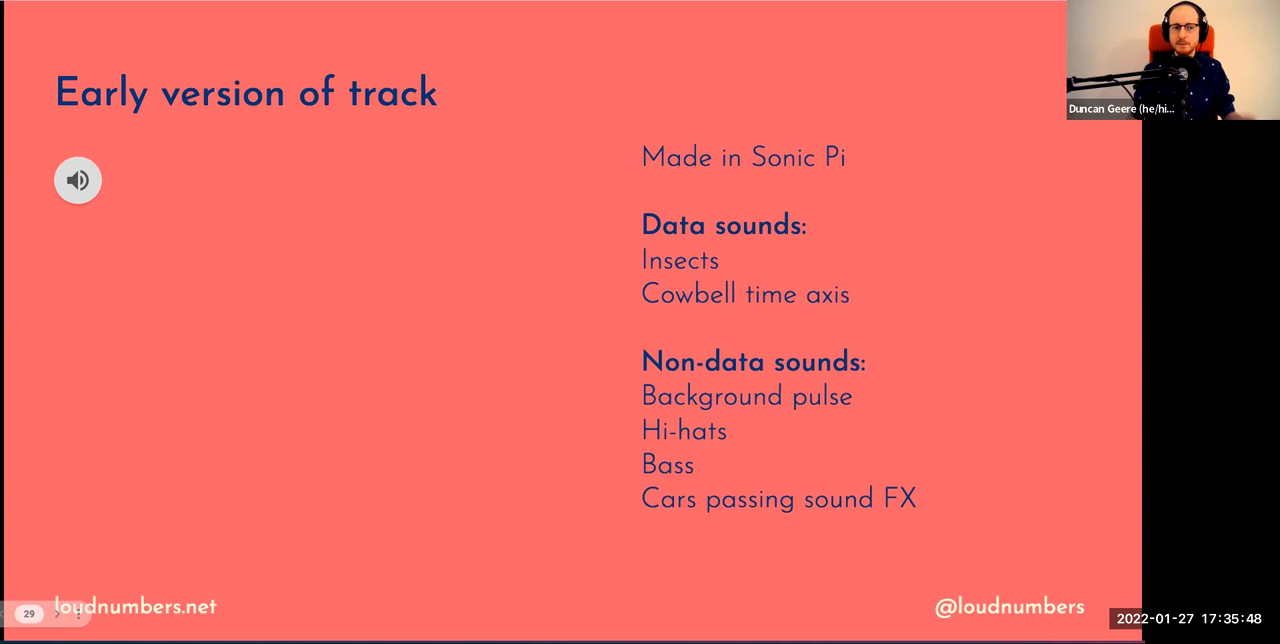 Early version of track
Duncan Geere (he/hi...
Made in Sonic Pi
Data sounds:
Insects
Cowbell time axis
Non-data sounds:
Background pulse
Hi-hats
Bass
Cars passing sound FX
29
loudnumbers.net
@loudnumbers
2022-01-27 17:35:48